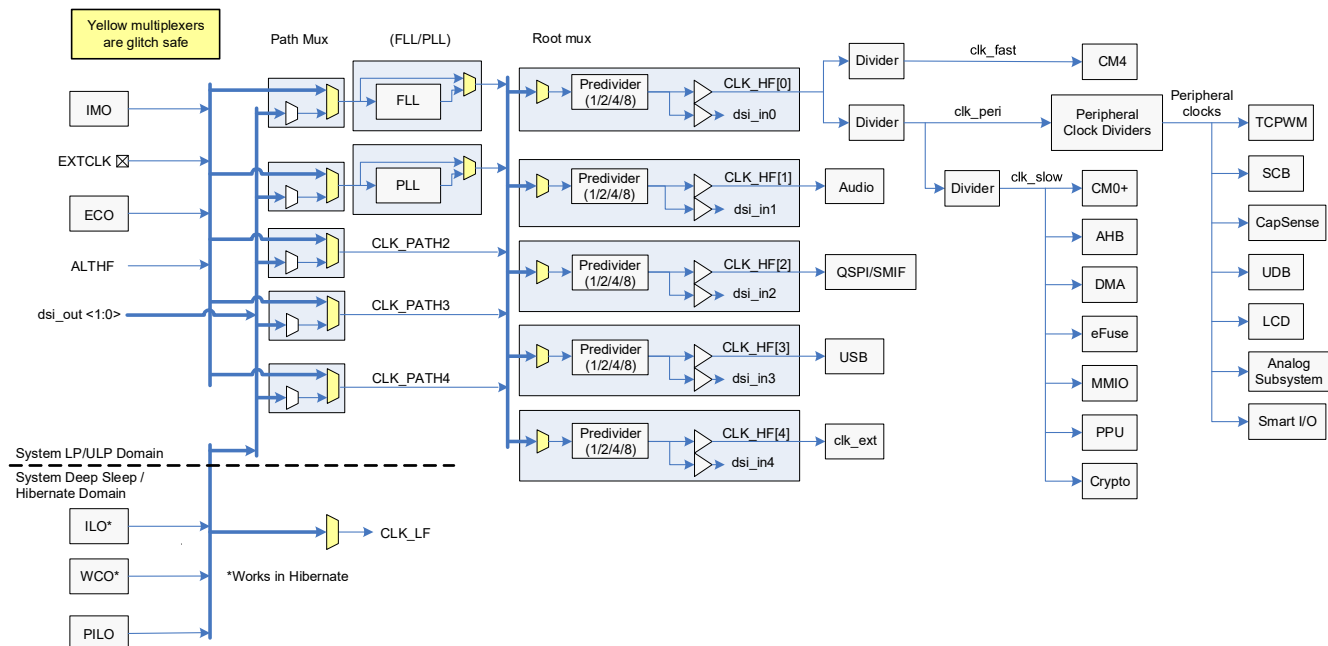 Yellow multiplexers
are glitch safe
Path Mux
(FLL/PLL)
Root mux
IMO
EXTCLK
ECO
ALTHF
dsi_out <1:0>
FLL
PLL
CLK_PATH2
CLK_PATH3
CLK_PATH4
Predivider
(1/2/4/8)
CLK_HF[0]
dsi_in0
Predivider
(1/2/4/8)
CLK_HF[1]
dsi_in1
Predivider
(1/2/4/8)
CLK_HF[2]
dsi_in2
Predivider
(1/2/4/8)
CLK_HF[3]
dsi_in3
Predivider
(1/2/4/8)
CLK_HF[4]
dsi_in4
Audio
QSPI/SMIF
USB
clk_ext
Divider
clk_fast
CM4
Divider
clk_peri
Peripheral
Clock Dividers
Peripheral
clocks
Divider
clk_slow
CM0+
AHB
DMA
eFuse
MMIO
PPU
Crypto
TCPWM
SCB
CapSense
UDB
LCD
Analog
Subsystem
Smart I/O
System LP/ULP Domain
System Deep Sleep /
Hibernate Domain
ILO*
WCO*
PILO
CLK_LF
*Works in Hibernate